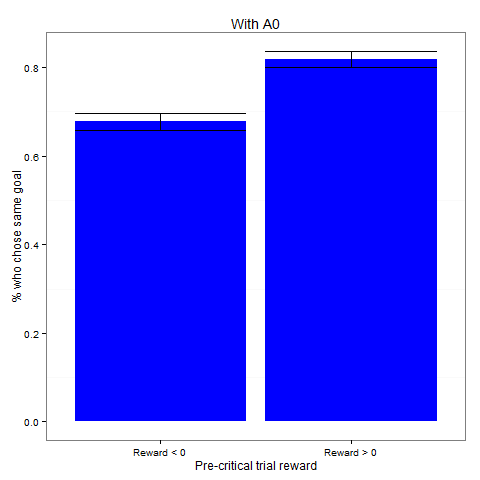 With A0
% who chose same goal
0.8
0.6
0.4
0.2
0.0
Reward < 0
Reward > 0
Pre-critical trial reward